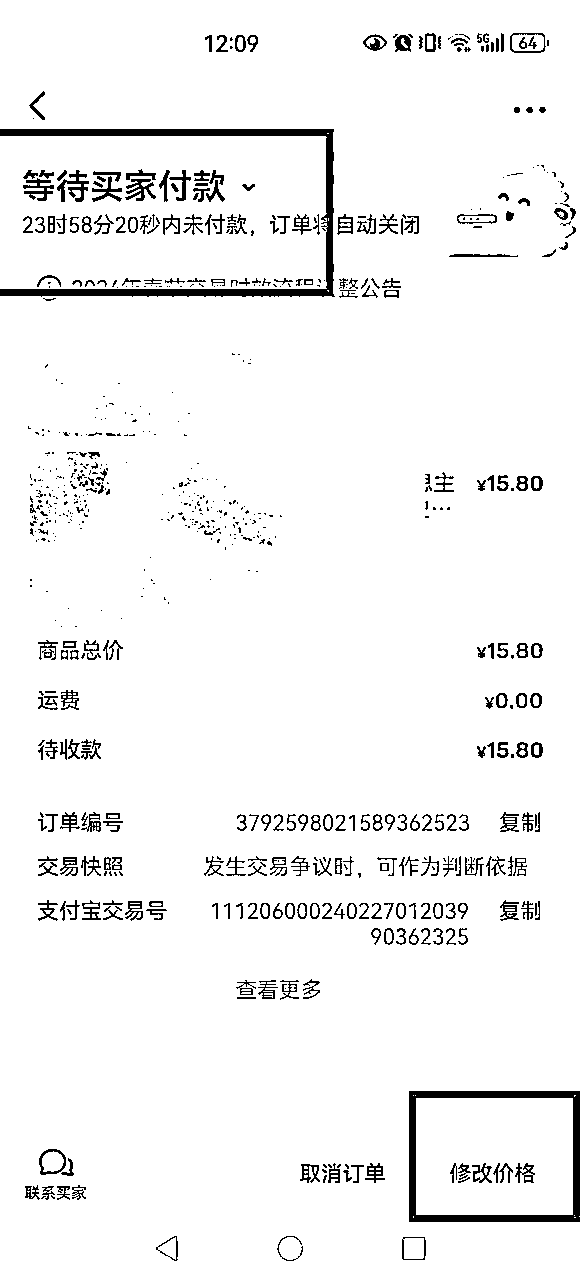 12:09
5G
64
等待买家付款
23时58分20秒内未付款，订单将自动关闭
2024年春节交易时效流程调整公告
主 ¥15.80
...
商品总价 ¥15.80
运费 ¥0.00
待收款 ¥15.80
订单编号 3792598021589362523 复制
交易快照 发生交易争议时，可作为判断依据
支付宝交易号 111206000240227012039 复制
90362325
查看更多
联系买家
取消订单
修改价格